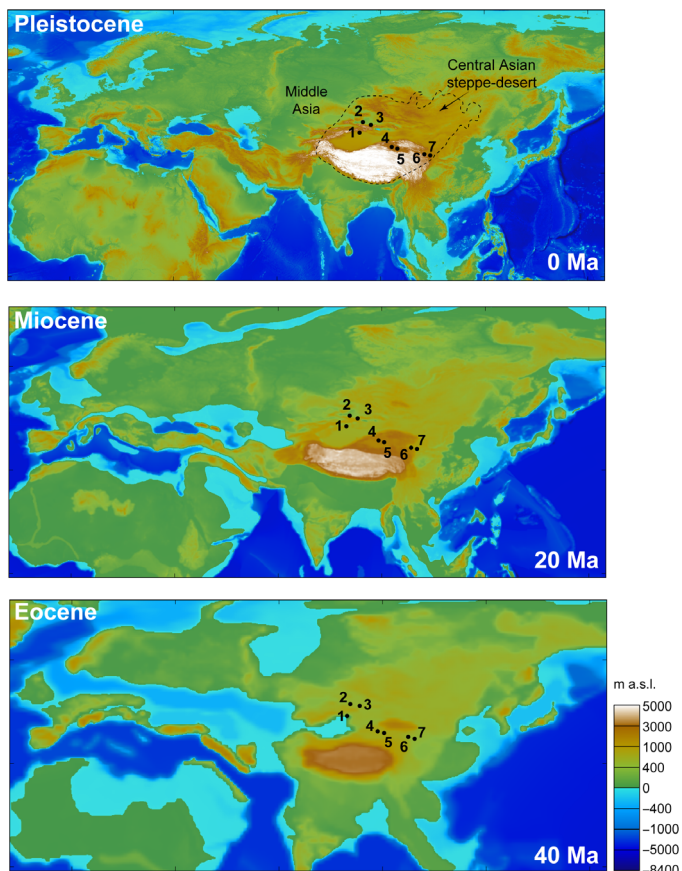 Pleistocene
Central Asian
steppe-desert
Middle
Asia
2
3
1
4
5
6
7
0 Ma
Miocene
2
3
1
4
5
6
7
20 Ma
Eocene
2
3
1
4
5
6
7
40 Ma
m a.s.l.
5000
3000
1000
400
0
−400
−1000
−5000
−8400